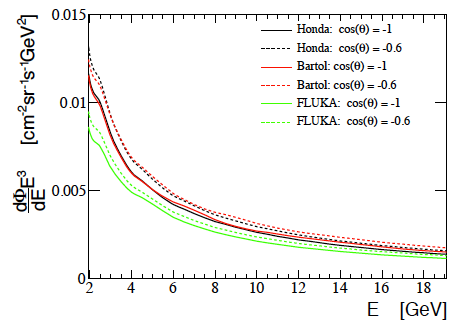 0.015
0.01
0.005
0
dΦ/dE E³ [cm⁻²sr⁻¹s⁻¹GeV²]
Honda: cos(θ) = -1
Honda: cos(θ) = -0.6
Bartol: cos(θ) = -1
Bartol: cos(θ) = -0.6
FLUKA: cos(θ) = -1
FLUKA: cos(θ) = -0.6
2 4 6 8 10 12 14 16 18
E [GeV]